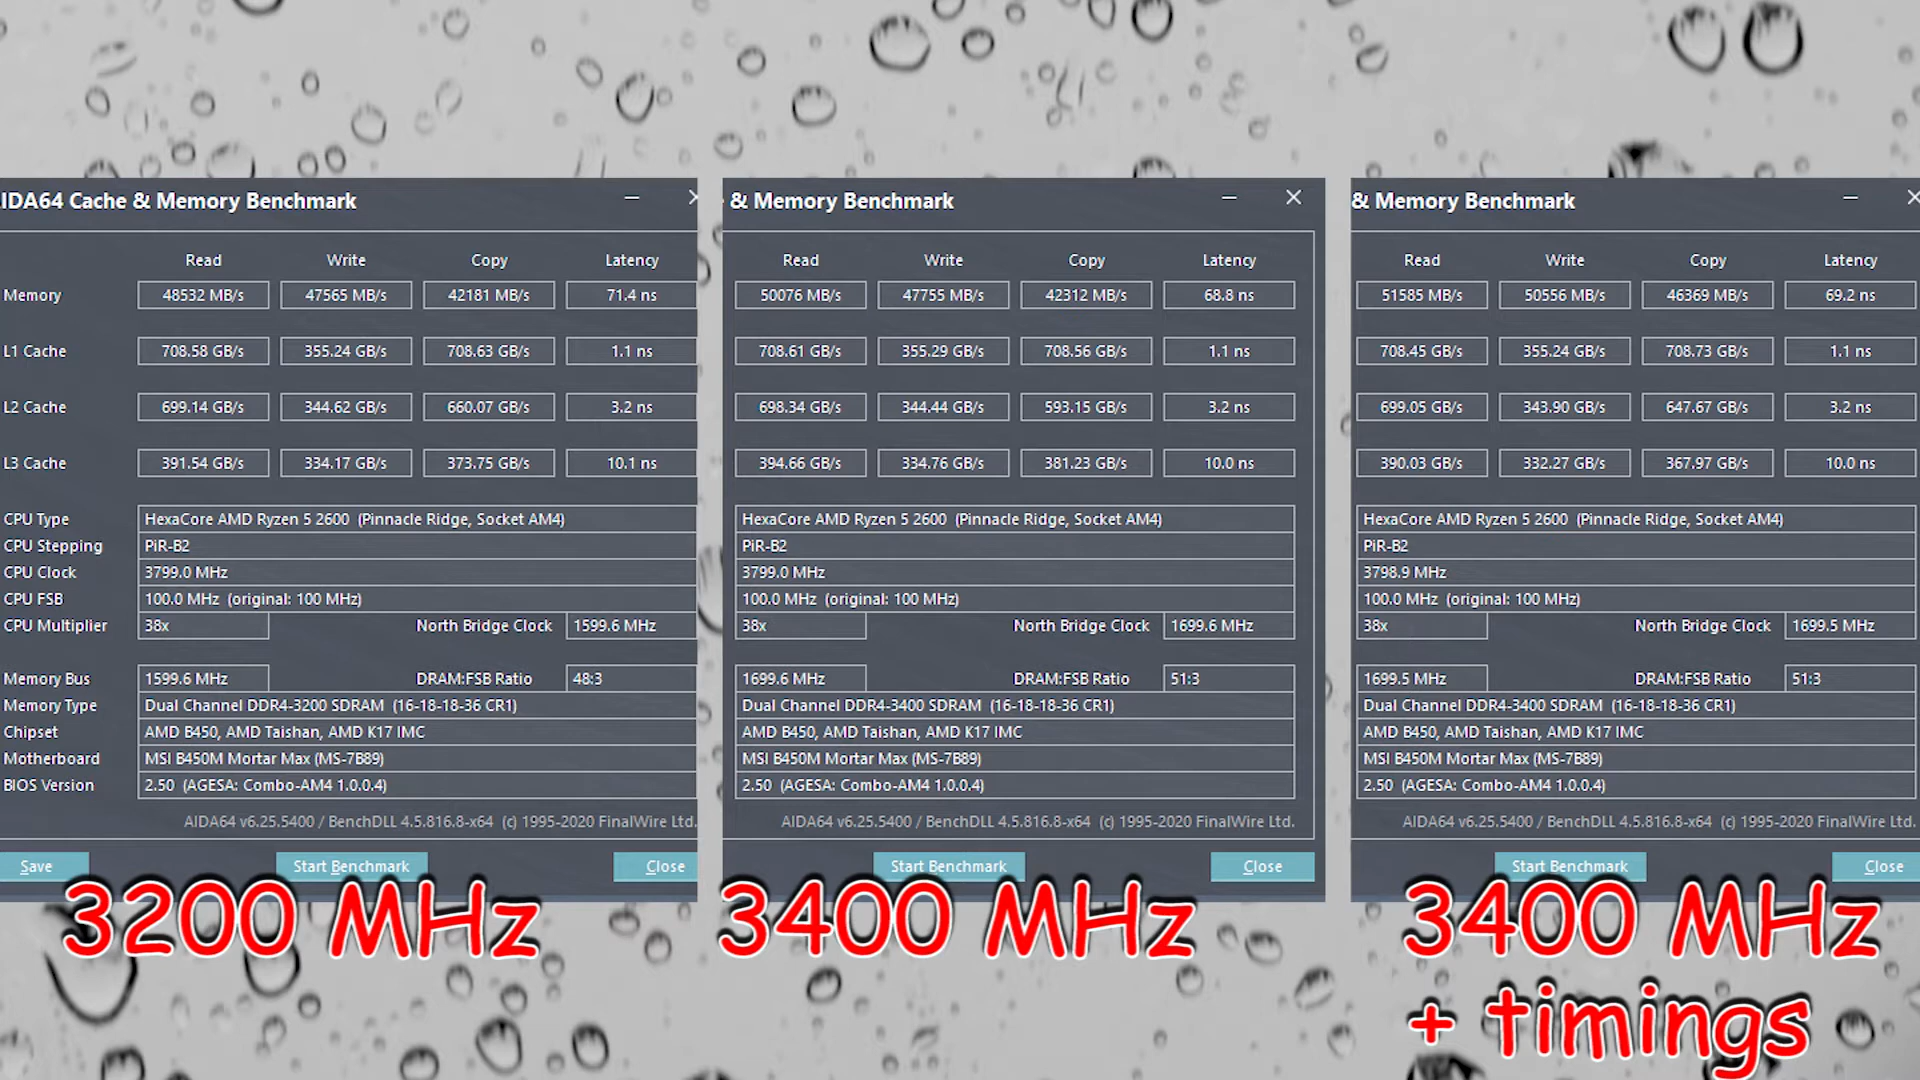 IDA64 Cache & Memory Benchmark
Read Write Copy Latency
Memory 48532 MB/s 47565 MB/s 42181 MB/s 71.4 ns
L1 Cache 708.58 GB/s 355.24 GB/s 708.63 GB/s 1.1 ns
L2 Cache 699.14 GB/s 344.62 GB/s 660.07 GB/s 3.2 ns
L3 Cache 391.54 GB/s 334.17 GB/s 373.75 GB/s 10.1 ns
CPU Type HexaCore AMD Ryzen 5 2600 (Pinnacle Ridge, Socket AM4)
CPU Stepping PiR-B2
CPU Clock 3799.0 MHz
CPU FSB 100.0 MHz (original: 100 MHz)
CPU Multiplier 38x North Bridge Clock 1599.6 MHz
Memory Bus 1599.6 MHz DRAM:FSB Ratio 48:3
Memory Type Dual Channel DDR4-3200 SDRAM (16-18-18-36 CR1)
Chipset AMD B450, AMD Taishan, AMD K17 IMC
Motherboard MSI B450M Mortar Max (MS-7B89)
BIOS Version 2.50 (AGESA: Combo-AM4 1.0.0.4)
AIDA64 v6.25.5400 / BenchDLL 4.5.816.8-x64 (c) 1995-2020 FinalWire Ltd.
Save Start Benchmark Close
3200 MHz
& Memory Benchmark
Read Write Copy Latency
50076 MB/s 47755 MB/s 42312 MB/s 68.8 ns
708.61 GB/s 355.29 GB/s 708.56 GB/s 1.1 ns
698.34 GB/s 344.44 GB/s 593.15 GB/s 3.2 ns
394.66 GB/s 334.76 GB/s 381.23 GB/s 10.0 ns
HexaCore AMD Ryzen 5 2600 (Pinnacle Ridge, Socket AM4)
PiR-B2
3799.0 MHz
100.0 MHz (original: 100 MHz)
38x North Bridge Clock 1699.6 MHz
1699.6 MHz DRAM:FSB Ratio 51:3
Dual Channel DDR4-3400 SDRAM (16-18-18-36 CR1)
AMD B450, AMD Taishan, AMD K17 IMC
MSI B450M Mortar Max (MS-7B89)
2.50 (AGESA: Combo-AM4 1.0.0.4)
AIDA64 v6.25.5400 / BenchDLL 4.5.816.8-x64 (c) 1995-2020 FinalWire Ltd.
Start Benchmark Close
3400 MHz
& Memory Benchmark
Read Write Copy Latency
51585 MB/s 50556 MB/s 46369 MB/s 69.2 ns
708.45 GB/s 355.24 GB/s 708.73 GB/s 1.1 ns
699.05 GB/s 343.90 GB/s 647.67 GB/s 3.2 ns
390.03 GB/s 332.27 GB/s 367.97 GB/s 10.0 ns
HexaCore AMD Ryzen 5 2600 (Pinnacle Ridge, Socket AM4)
PiR-B2
3798.9 MHz
100.0 MHz (original: 100 MHz)
38x North Bridge Clock 1699.5 MHz
1699.5 MHz DRAM:FSB Ratio 51:3
Dual Channel DDR4-3400 SDRAM (16-18-18-36 CR1)
AMD B450, AMD Taishan, AMD K17 IMC
MSI B450M Mortar Max (MS-7B89)
2.50 (AGESA: Combo-AM4 1.0.0.4)
AIDA64 v6.25.5400 / BenchDLL 4.5.816.8-x64 (c) 1995-2020 FinalWire Ltd.
Start Benchmark Close
3400 MHz
+ timings